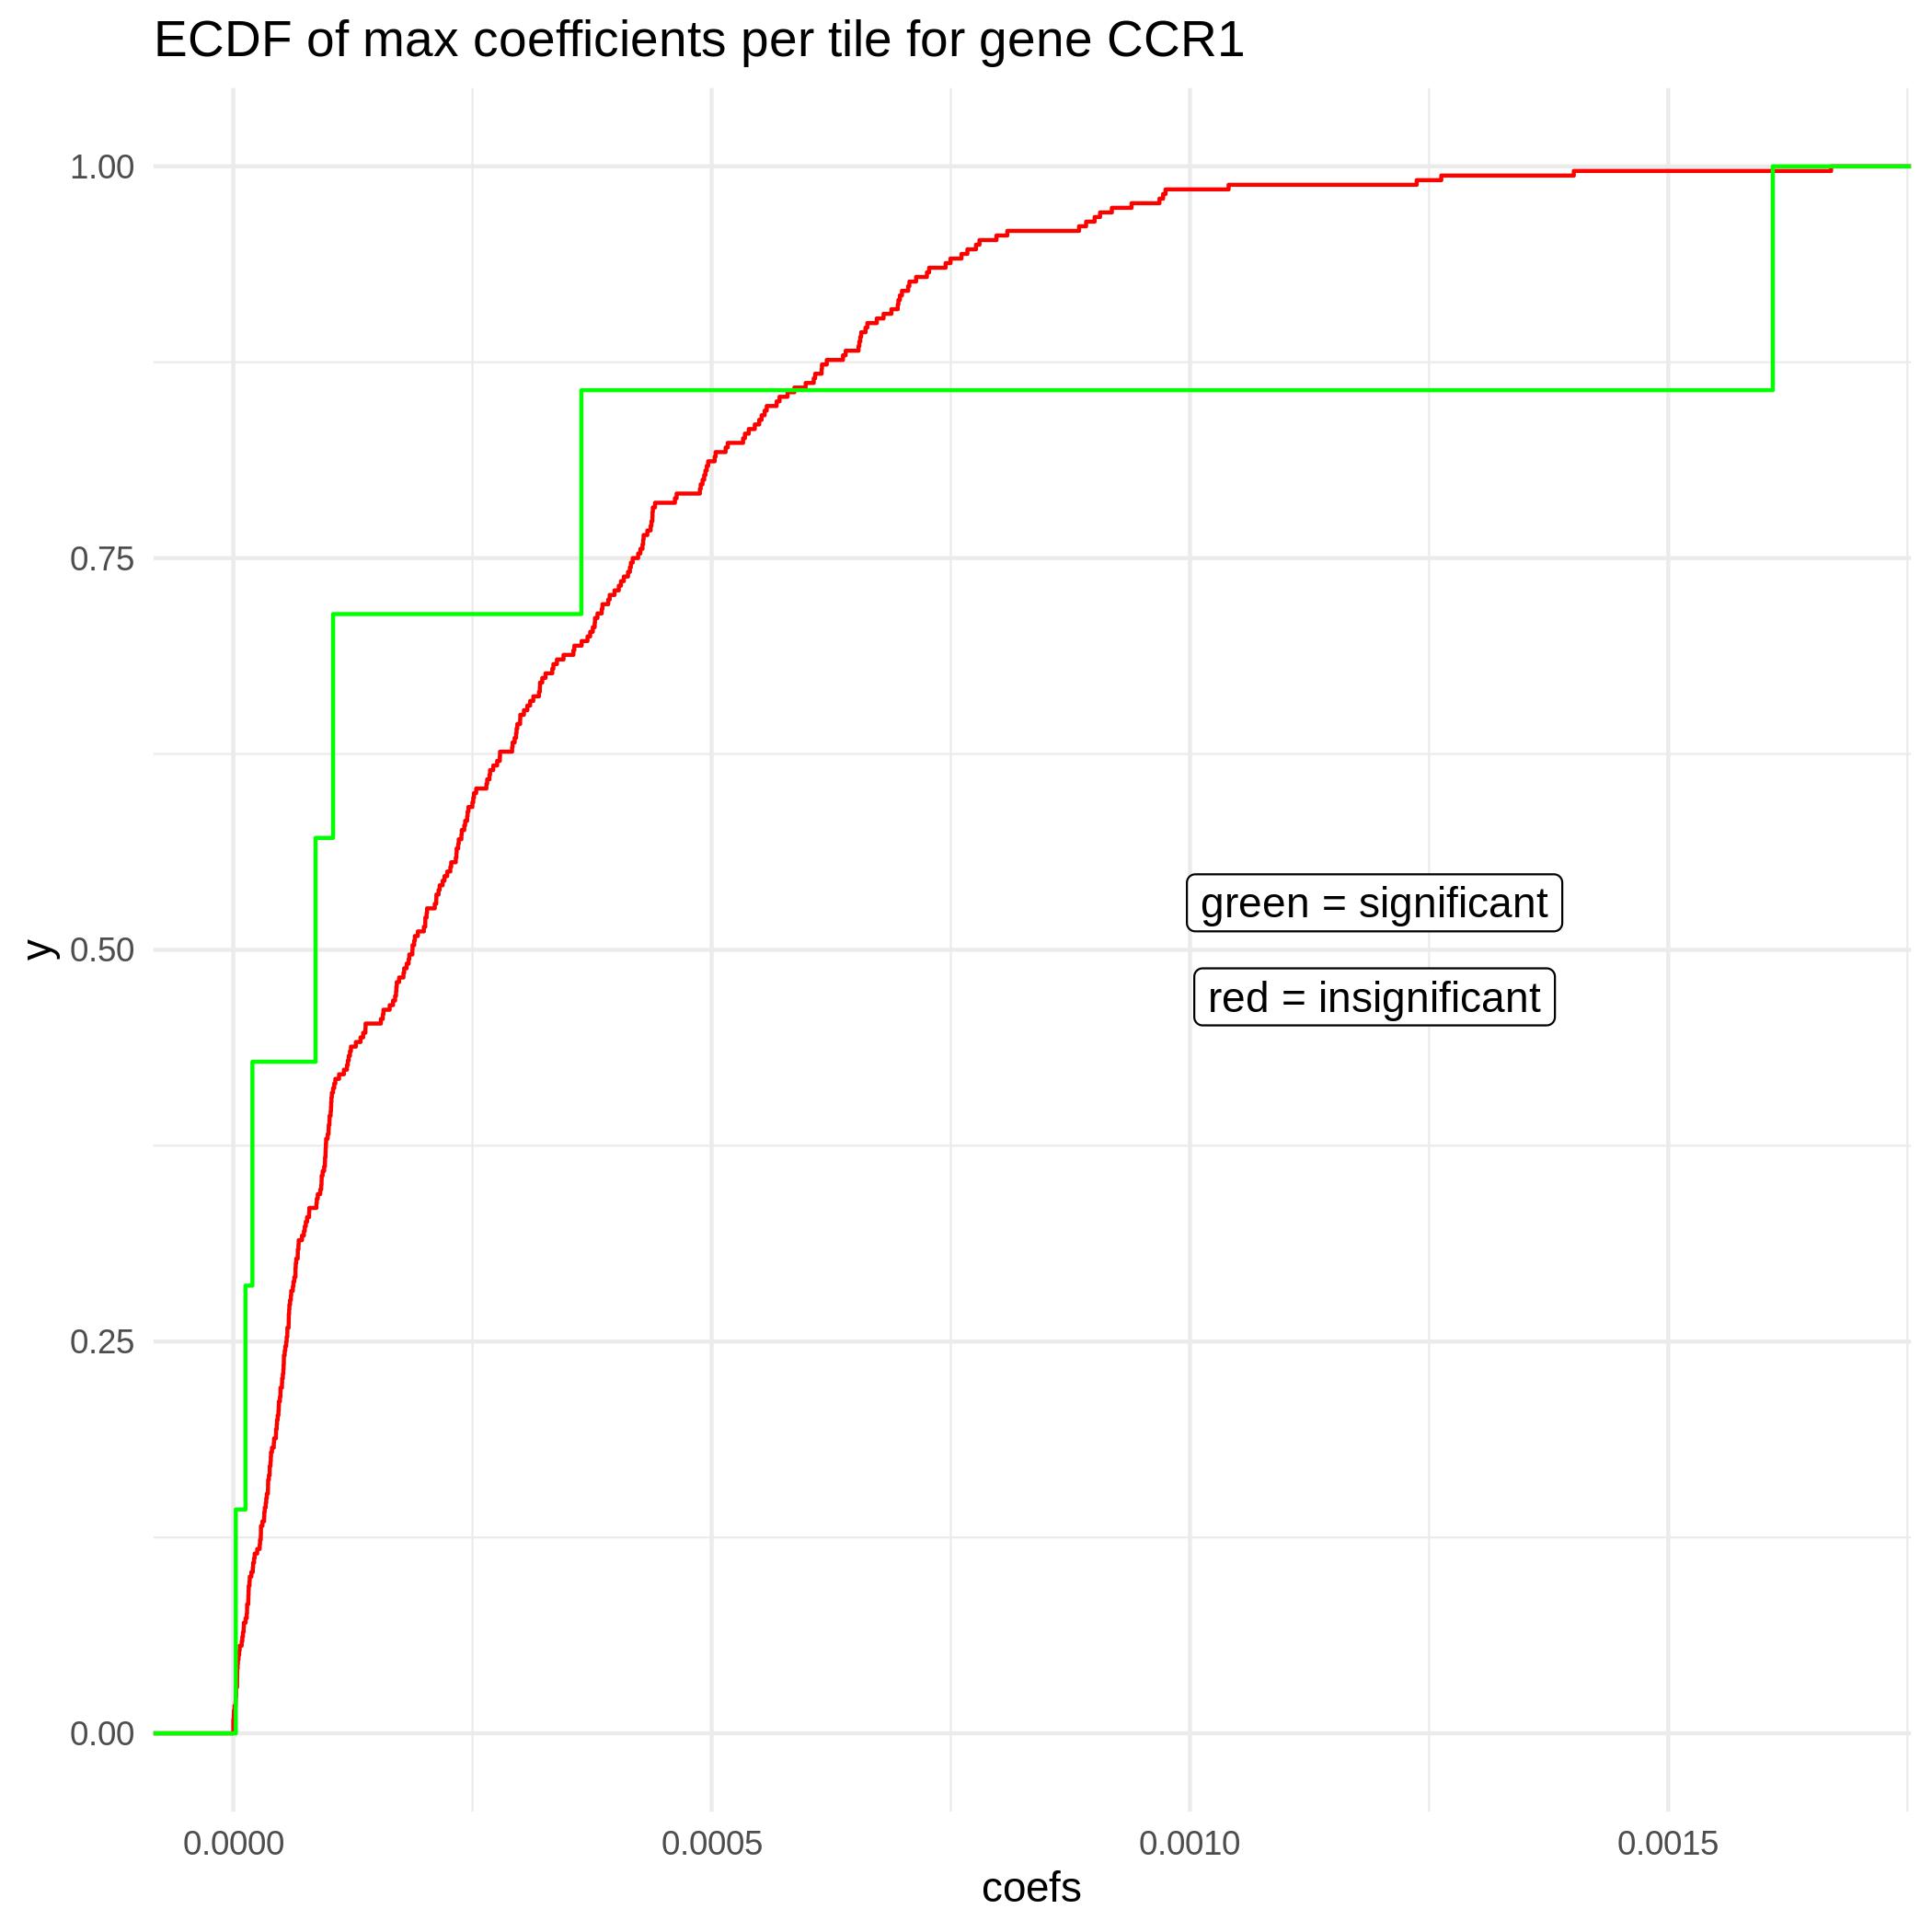 ECDF of max coefficients per tile for gene CCR1
1.00
0.75
0.50
0.25
0.00
y
green = significant
red = insignificant
0.0000 0.0005 0.0010 0.0015
coefs